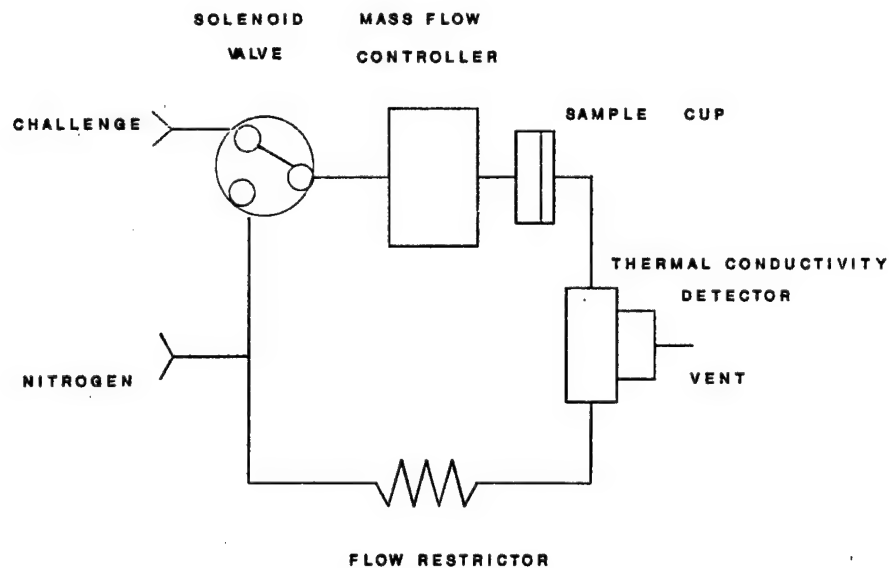 SOLENOID VALVE
MASS FLOW CONTROLLER
CHALLENGE
SAMPLE CUP
THERMAL CONDUCTIVITY
DETECTOR
NITROGEN
VENT
FLOW RESTRICTOR